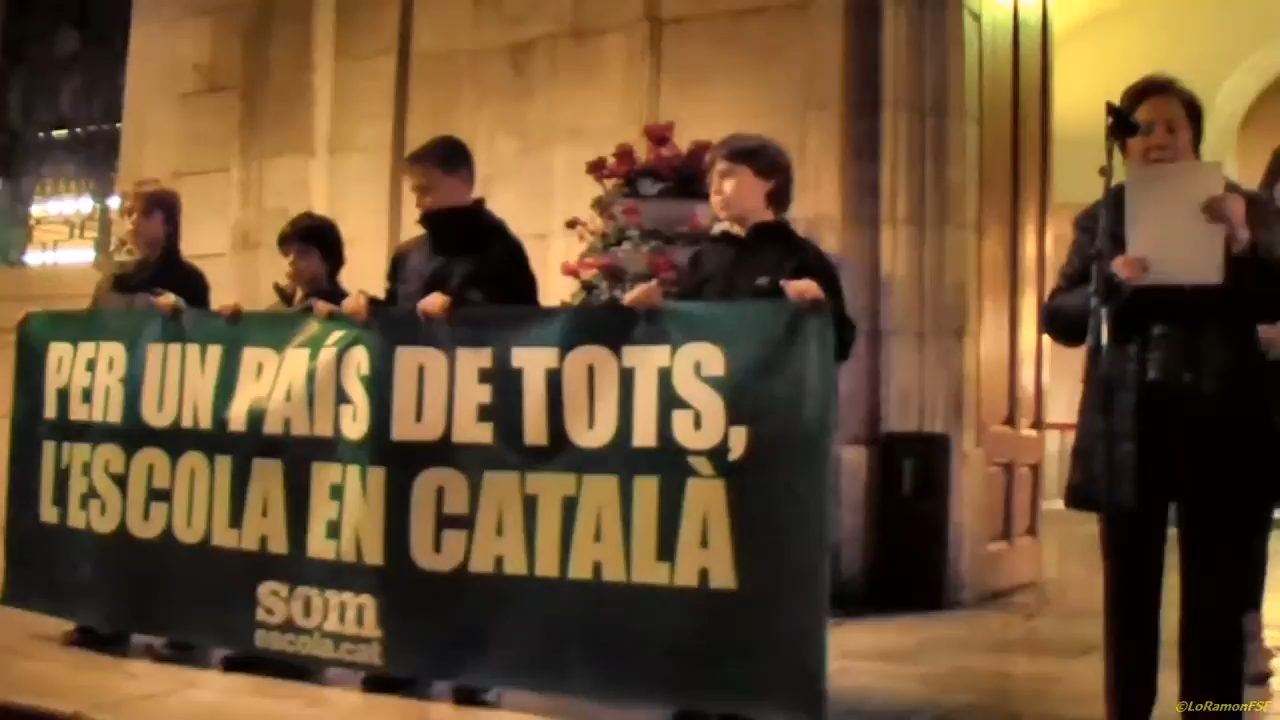 PER UN PAÍS DE TOTS,
L'ESCOLA EN CATALÀ
som
escola.cat
©LoRamonFSF